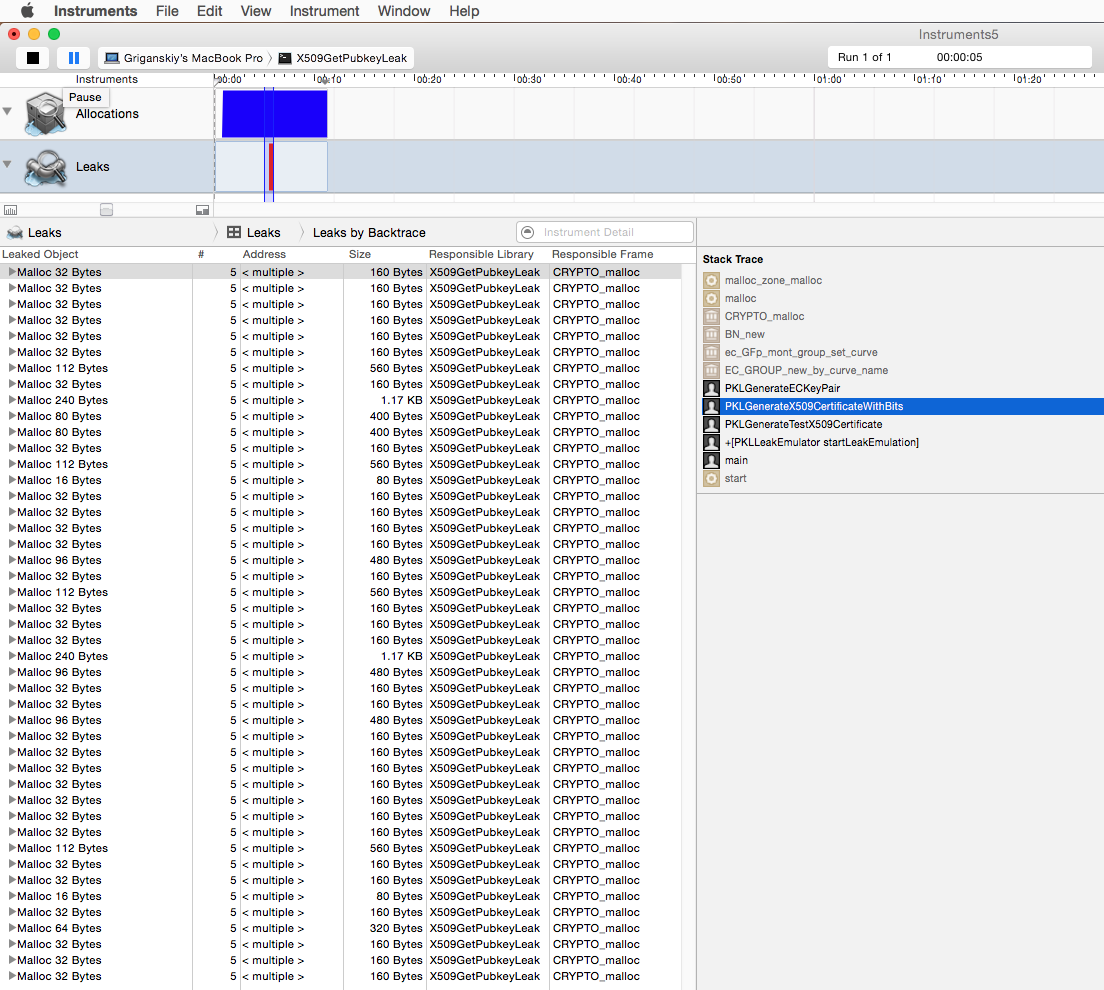 Instruments File Edit View Instrument Window Help
Instruments5
Griganskiy's MacBook Pro X509GetPubkeyLeak Run 1 of 1 00:00:05
Instruments 00:00 00:10 00:20 00:30 00:40 00:50 01:00 01:10 01:20
Pause
Allocations
Leaks
Leaks Leaks Leaks by Backtrace Instrument Detail
Leaked Object # Address Size Responsible Library Responsible Frame
Malloc 32 Bytes 5 < multiple > 160 Bytes X509GetPubkeyLeak CRYPTO_malloc
Malloc 32 Bytes 5 < multiple > 160 Bytes X509GetPubkeyLeak CRYPTO_malloc
Malloc 32 Bytes 5 < multiple > 160 Bytes X509GetPubkeyLeak CRYPTO_malloc
Malloc 32 Bytes 5 < multiple > 160 Bytes X509GetPubkeyLeak CRYPTO_malloc
Malloc 32 Bytes 5 < multiple > 160 Bytes X509GetPubkeyLeak CRYPTO_malloc
Malloc 32 Bytes 5 < multiple > 160 Bytes X509GetPubkeyLeak CRYPTO_malloc
Malloc 112 Bytes 5 < multiple > 560 Bytes X509GetPubkeyLeak CRYPTO_malloc
Malloc 32 Bytes 5 < multiple > 160 Bytes X509GetPubkeyLeak CRYPTO_malloc
Malloc 240 Bytes 5 < multiple > 1.17 KB X509GetPubkeyLeak CRYPTO_malloc
Malloc 80 Bytes 5 < multiple > 400 Bytes X509GetPubkeyLeak CRYPTO_malloc
Malloc 80 Bytes 5 < multiple > 400 Bytes X509GetPubkeyLeak CRYPTO_malloc
Malloc 32 Bytes 5 < multiple > 160 Bytes X509GetPubkeyLeak CRYPTO_malloc
Malloc 112 Bytes 5 < multiple > 560 Bytes X509GetPubkeyLeak CRYPTO_malloc
Malloc 16 Bytes 5 < multiple > 80 Bytes X509GetPubkeyLeak CRYPTO_malloc
Malloc 32 Bytes 5 < multiple > 160 Bytes X509GetPubkeyLeak CRYPTO_malloc
Malloc 32 Bytes 5 < multiple > 160 Bytes X509GetPubkeyLeak CRYPTO_malloc
Malloc 32 Bytes 5 < multiple > 160 Bytes X509GetPubkeyLeak CRYPTO_malloc
Malloc 32 Bytes 5 < multiple > 160 Bytes X509GetPubkeyLeak CRYPTO_malloc
Malloc 96 Bytes 5 < multiple > 480 Bytes X509GetPubkeyLeak CRYPTO_malloc
Malloc 32 Bytes 5 < multiple > 160 Bytes X509GetPubkeyLeak CRYPTO_malloc
Malloc 112 Bytes 5 < multiple > 560 Bytes X509GetPubkeyLeak CRYPTO_malloc
Malloc 32 Bytes 5 < multiple > 160 Bytes X509GetPubkeyLeak CRYPTO_malloc
Malloc 32 Bytes 5 < multiple > 160 Bytes X509GetPubkeyLeak CRYPTO_malloc
Malloc 32 Bytes 5 < multiple > 160 Bytes X509GetPubkeyLeak CRYPTO_malloc
Malloc 240 Bytes 5 < multiple > 1.17 KB X509GetPubkeyLeak CRYPTO_malloc
Malloc 96 Bytes 5 < multiple > 480 Bytes X509GetPubkeyLeak CRYPTO_malloc
Malloc 32 Bytes 5 < multiple > 160 Bytes X509GetPubkeyLeak CRYPTO_malloc
Malloc 32 Bytes 5 < multiple > 160 Bytes X509GetPubkeyLeak CRYPTO_malloc
Malloc 96 Bytes 5 < multiple > 480 Bytes X509GetPubkeyLeak CRYPTO_malloc
Malloc 32 Bytes 5 < multiple > 160 Bytes X509GetPubkeyLeak CRYPTO_malloc
Malloc 32 Bytes 5 < multiple > 160 Bytes X509GetPubkeyLeak CRYPTO_malloc
Malloc 32 Bytes 5 < multiple > 160 Bytes X509GetPubkeyLeak CRYPTO_malloc
Malloc 32 Bytes 5 < multiple > 160 Bytes X509GetPubkeyLeak CRYPTO_malloc
Malloc 32 Bytes 5 < multiple > 160 Bytes X509GetPubkeyLeak CRYPTO_malloc
Malloc 32 Bytes 5 < multiple > 160 Bytes X509GetPubkeyLeak CRYPTO_malloc
Malloc 32 Bytes 5 < multiple > 160 Bytes X509GetPubkeyLeak CRYPTO_malloc
Malloc 112 Bytes 5 < multiple > 560 Bytes X509GetPubkeyLeak CRYPTO_malloc
Malloc 32 Bytes 5 < multiple > 160 Bytes X509GetPubkeyLeak CRYPTO_malloc
Malloc 32 Bytes 5 < multiple > 160 Bytes X509GetPubkeyLeak CRYPTO_malloc
Malloc 16 Bytes 5 < multiple > 80 Bytes X509GetPubkeyLeak CRYPTO_malloc
Malloc 32 Bytes 5 < multiple > 160 Bytes X509GetPubkeyLeak CRYPTO_malloc
Malloc 64 Bytes 5 < multiple > 320 Bytes X509GetPubkeyLeak CRYPTO_malloc
Malloc 32 Bytes 5 < multiple > 160 Bytes X509GetPubkeyLeak CRYPTO_malloc
Malloc 32 Bytes 5 < multiple > 160 Bytes X509GetPubkeyLeak CRYPTO_malloc
Malloc 32 Bytes 5 < multiple > 160 Bytes X509GetPubkeyLeak CRYPTO_malloc
Stack Trace
malloc_zone_malloc
malloc
CRYPTO_malloc
BN_new
ec_GFp_mont_group_set_curve
EC_GROUP_new_by_curve_name
PKLGenerateECKeyPair
PKLGenerateX509CertificateWithBits
PKLGenerateTestX509Certificate
+[PKLLeakEmulator startLeakEmulation]
main
start